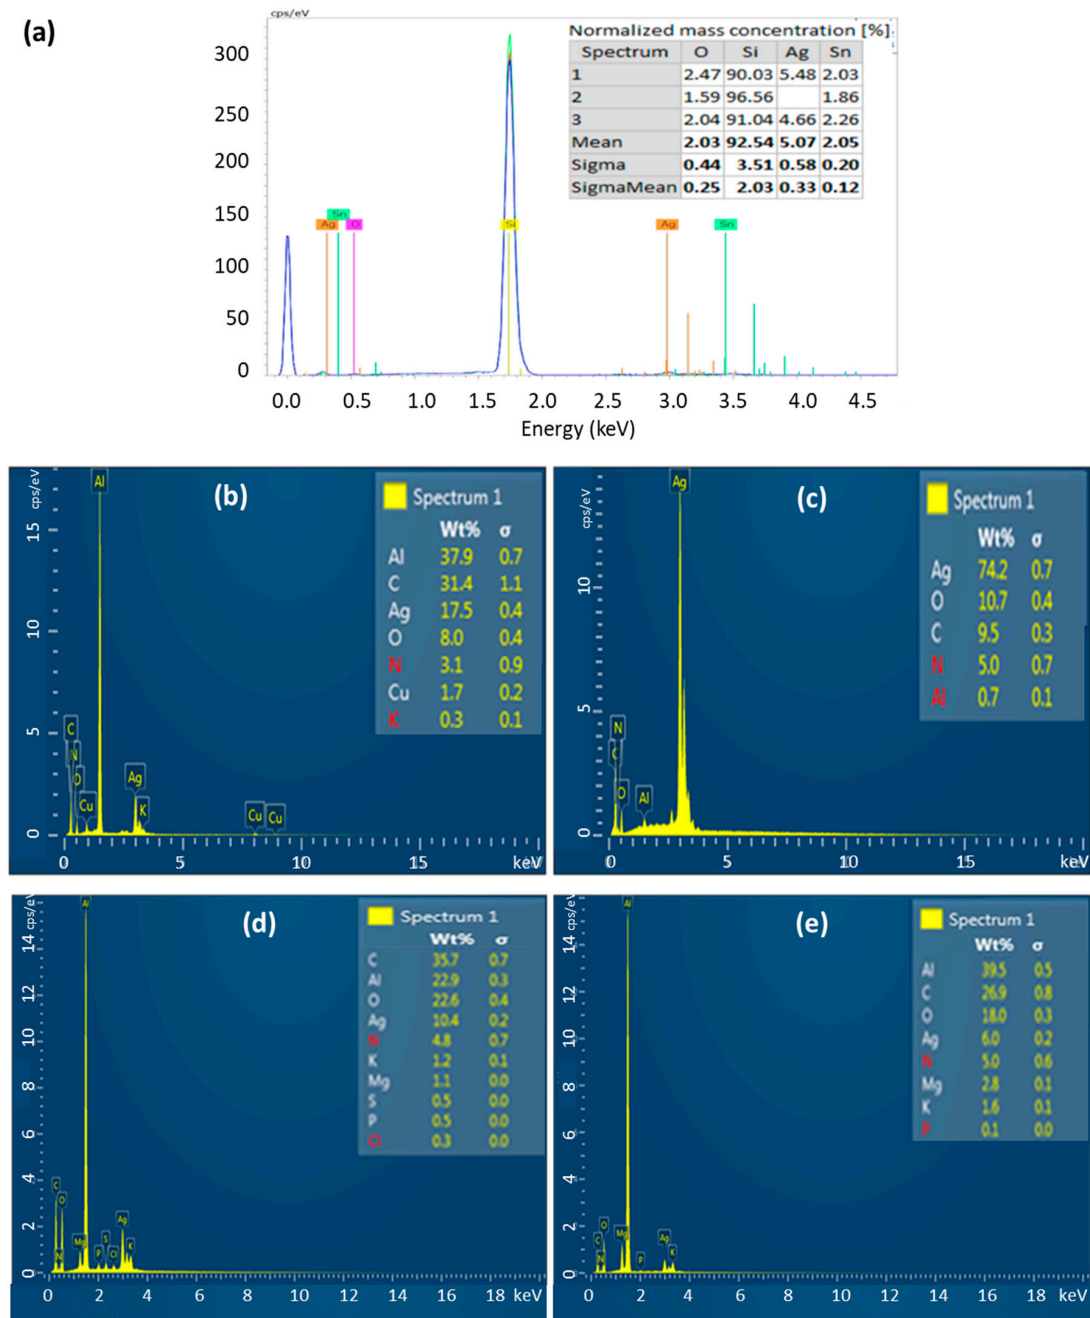 (a)
cps/eV
Normalized mass concentration [%]
Spectrum O Si Ag Sn
1 2.47 90.03 5.48 2.03
2 1.59 96.56 1.86
3 2.04 91.04 4.66 2.26
Mean 2.03 92.54 5.07 2.05
Sigma 0.44 3.51 0.58 0.20
SigmaMean 0.25 2.03 0.33 0.12
300
250
200
150
100
50
0
Ag Sn O Si Ag Sn
0.0 0.5 1.0 1.5 2.0 2.5 3.0 3.5 4.0 4.5
Energy (keV)
(b)
cps/eV
15
10
5
0
Al
C
N
O
Cu
Ag
K
Cu
Cu
0 5 10 15 20
keV
Spectrum 1
Wt% σ
Al 37.9 0.7
C 31.4 1.1
Ag 17.5 0.4
O 8.0 0.4
N 3.1 0.9
Cu 1.7 0.2
K 0.3 0.1
(c)
cps/eV
10
5
0
Ag
N
C
O
Al
0 5 10 15
keV
Spectrum 1
Wt% σ
Ag 74.2 0.7
O 10.7 0.4
C 9.5 0.3
N 5.0 0.7
Al 0.7 0.1
(d)
cps/eV
14
12
10
8
6
4
2
0
Al
C
O
N
Mg
P
S
Ag
K
0 2 4 6 8 10 12 14 16 18 keV
Spectrum 1
Wt% σ
C 35.7 0.7
Al 22.9 0.3
O 22.6 0.4
Ag 10.4 0.2
N 4.8 0.7
K 1.2 0.1
Mg 1.1 0.0
S 0.5 0.0
P 0.5 0.0
0.3 0.0
(e)
cps/eV
14
12
10
8
6
4
2
0
Al
O
C
N
Mg
P
Ag
K
0 2 4 6 8 10 12 14 16 18 keV
Spectrum 1
Wt% σ
Al 39.5 0.5
C 26.9 0.8
O 18.0 0.3
Ag 6.0 0.2
N 5.0 0.6
Mg 2.8 0.1
K 1.6 0.1
P 0.1 0.0